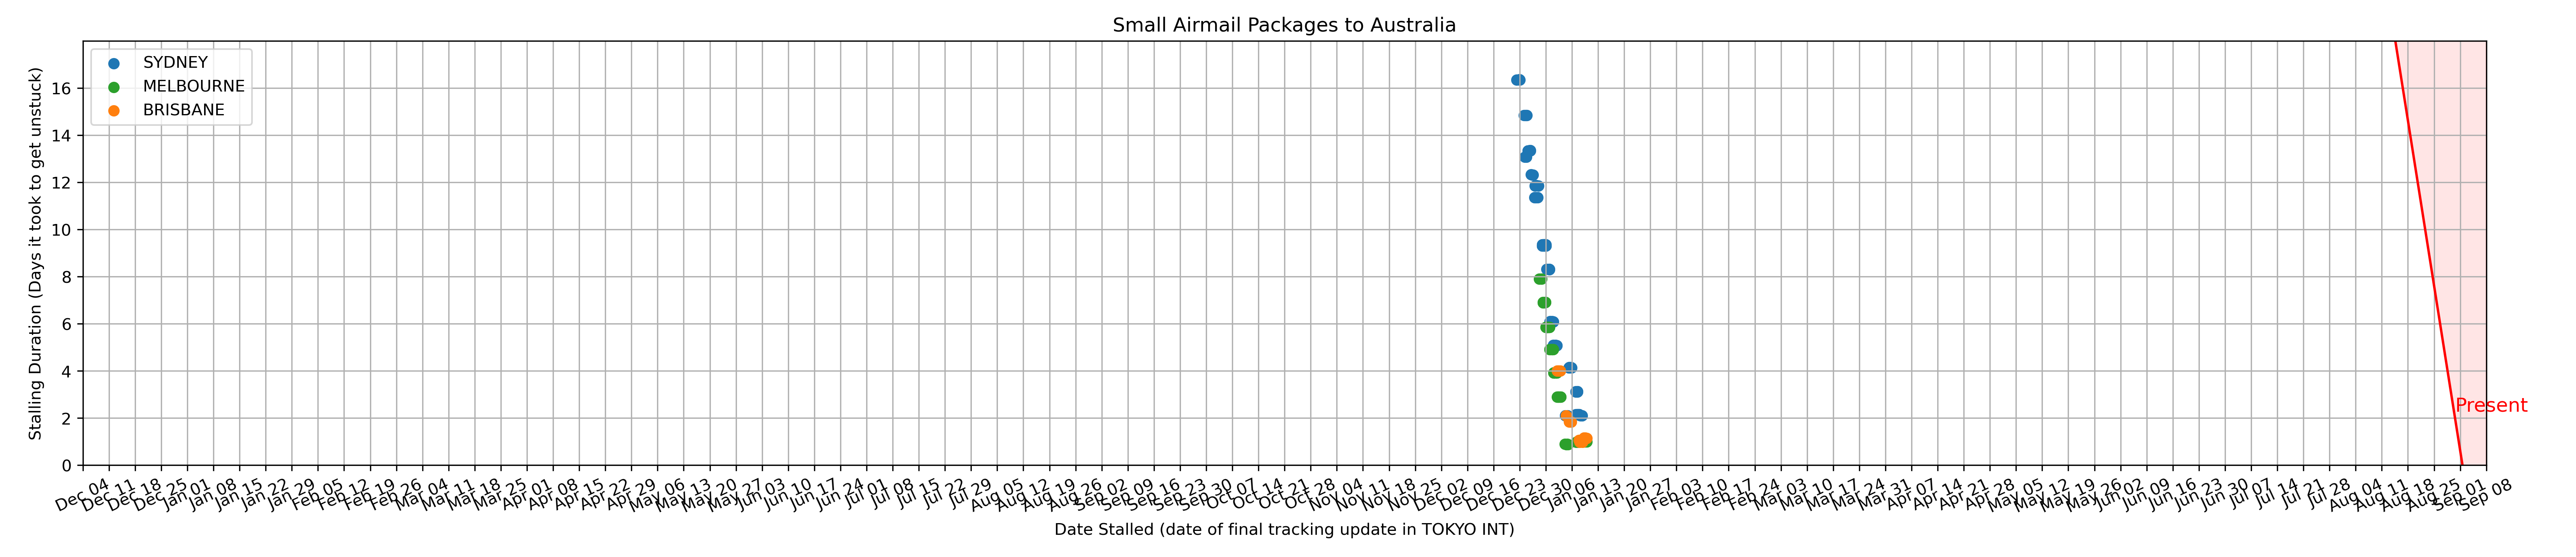 Small Airmail Packages to Australia
SYDNEY
MELBOURNE
BRISBANE
Stalling Duration (Days it took to get unstuck)
16
14
12
10
8
6
4
2
0
Present
Dec 04 Dec 11 Dec 18 Dec 25 Jan 01 Jan 08 Jan 15 Jan 22 Jan 29 Feb 05 Feb 12 Feb 19 Feb 26 Mar 04 Mar 11 Mar 18 Mar 25 Apr 01 Apr 08 Apr 15 Apr 22 Apr 29 May 06 May 13 May 20 May 27 Jun 03 Jun 10 Jun 17 Jun 24 Jul 01 Jul 08 Jul 15 Jul 22 Jul 29 Aug 05 Aug 12 Aug 19 Aug 26 Sep 02 Sep 09 Sep 16 Sep 23 Sep 30 Oct 07 Oct 14 Oct 21 Oct 28 Nov 04 Nov 11 Nov 18 Nov 25 Dec 02 Dec 09 Dec 16 Dec 23 Dec 30 Jan 06 Jan 13 Jan 20 Jan 27 Feb 03 Feb 10 Feb 17 Feb 24 Mar 03 Mar 10 Mar 17 Mar 24 Mar 31 Apr 07 Apr 14 Apr 21 Apr 28 May 05 May 12 May 19 May 26 Jun 02 Jun 09 Jun 16 Jun 23 Jun 30 Jul 07 Jul 14 Jul 21 Jul 28 Aug 04 Aug 11 Aug 18 Aug 25 Sep 01 Sep 08
Date Stalled (date of final tracking update in TOKYO INT)